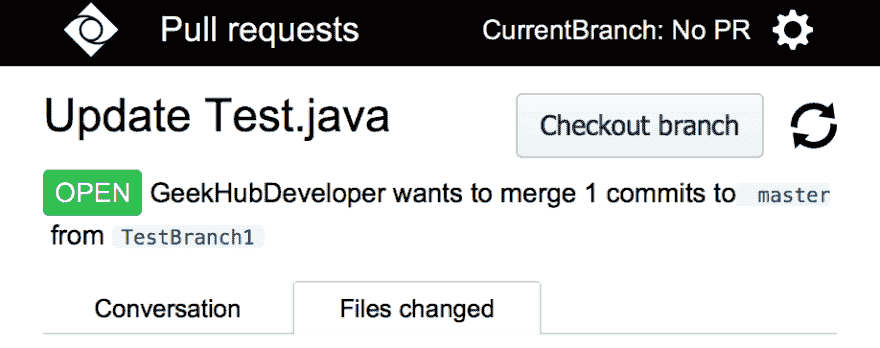 Pull requests CurrentBranch: No PR
Update Test.java Checkout branch
OPEN GeekHubDeveloper wants to merge 1 commits to master
from TestBranch1
Conversation Files changed